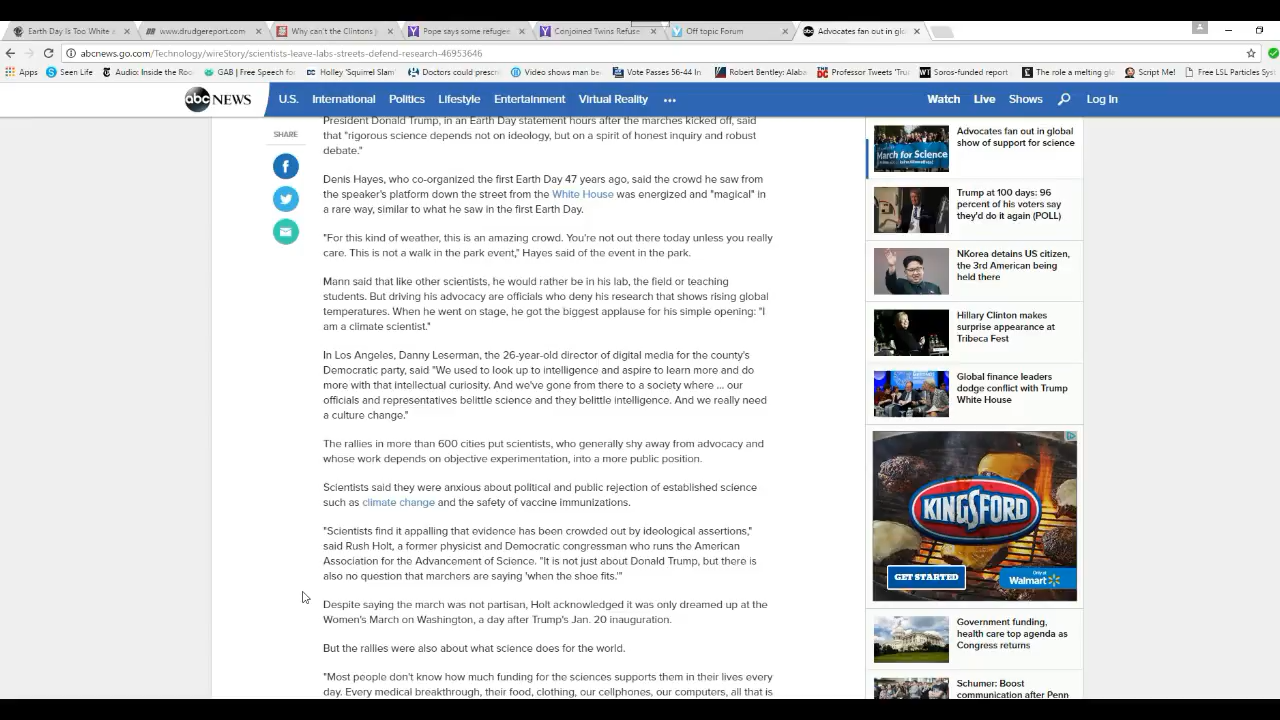 Earth Day Is Too White a
www.drudgereport.com
Why can't the Clintons j
Pope says some refugee
Conjoined Twins Refuse
Off topic Forum
Advocates fan out in glo
abcnews.go.com/Technology/wireStory/scientists-leave-labs-streets-defend-research-46953646
Apps
Seen Life
Audio: Inside the Roo
GAB | Free Speech for
Holley 'Squirrel Slam'
Doctors could prescr
Video shows man be
Vote Passes 56-44 In
Robert Bentley: Alaba
Professor Tweets 'Tru
Soros-funded report
The role a melting gl
Script Me!
Free LSL Particles Sys
abc NEWS
U.S.
International
Politics
Lifestyle
Entertainment
Virtual Reality
Watch
Live
Shows
Log In
SHARE
President Donald Trump, in an Earth Day statement hours after the marches kicked off, said
that "rigorous science depends not on ideology, but on a spirit of honest inquiry and robust
debate."
Denis Hayes, who co-organized the first Earth Day 47 years ago, said the crowd he saw from
the speaker's platform down the street from the White House was energized and "magical" in
a rare way, similar to what he saw in the first Earth Day.
"For this kind of weather, this is an amazing crowd. You're not out there today unless you really
care. This is not a walk in the park event," Hayes said of the event in the park.
Mann said that like other scientists, he would rather be in his lab, the field or teaching
students. But driving his advocacy are officials who deny his research that shows rising global
temperatures. When he went on stage, he got the biggest applause for his simple opening: "I
am a climate scientist."
In Los Angeles, Danny Leserman, the 26-year-old director of digital media for the county's
Democratic party, said "We used to look up to intelligence and aspire to learn more and do
more with that intellectual curiosity. And we've gone from there to a society where ... our
officials and representatives belittle science and they belittle intelligence. And we really need
a culture change."
The rallies in more than 600 cities put scientists, who generally shy away from advocacy and
whose work depends on objective experimentation, into a more public position.
Scientists said they were anxious about political and public rejection of established science
such as climate change and the safety of vaccine immunizations.
"Scientists find it appalling that evidence has been crowded out by ideological assertions,"
said Rush Holt, a former physicist and Democratic congressman who runs the American
Association for the Advancement of Science. "It is not just about Donald Trump, but there is
also no question that marchers are saying 'when the shoe fits.'"
Despite saying the march was not partisan, Holt acknowledged it was only dreamed up at the
Women's March on Washington, a day after Trump's Jan. 20 inauguration.
But the rallies were also about what science does for the world.
"Most people don't know how much funding for the sciences supports them in their lives every
day. Every medical breakthrough, their food, clothing, our cellphones, our computers, all that is
March for Science
Advocates fan out in global
show of support for science
Trump at 100 days: 96
percent of his voters say
they'd do it again (POLL)
NKorea detains US citizen,
the 3rd American being
held there
Hillary Clinton makes
surprise appearance at
Tribeca Fest
Global finance leaders
dodge conflict with Trump
White House
KINGSFORD
GET STARTED
Only at
Walmart
Government funding,
health care top agenda as
Congress returns
Schumer: Boost
communication after Penn